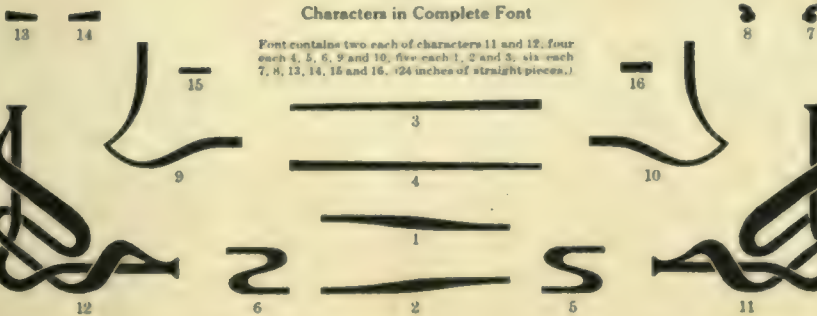 Characters in Complete Font
Font contains two each of characters 11 and 12, four
each 4, 5, 6, 9 and 10, five each 1, 2 and 3, six each
7, 8, 13, 14, 15 and 16. (24 inches of straight pieces.)
13 14 8 7
15 16
3
9 4 10
1
12 6 2 5 11